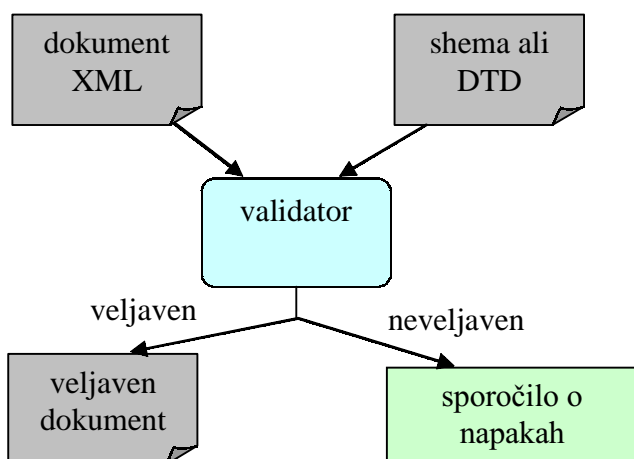 dokument
XML
shema ali
DTD
validator
veljaven
neveljaven
veljaven
dokument
sporočilo o
napakah